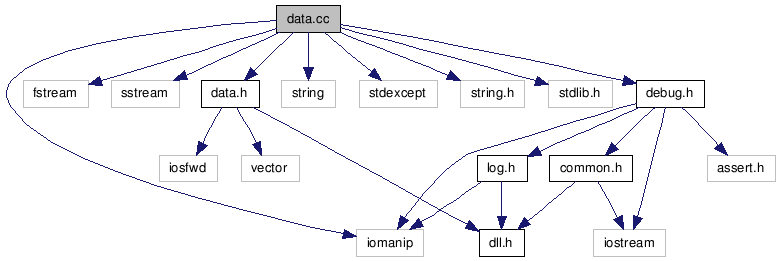 data.cc
fstream
sstream
data.h
string
stdexcept
string.h
stdlib.h
debug.h
iosfwd
vector
log.h
common.h
assert.h
iomanip
dll.h
iostream